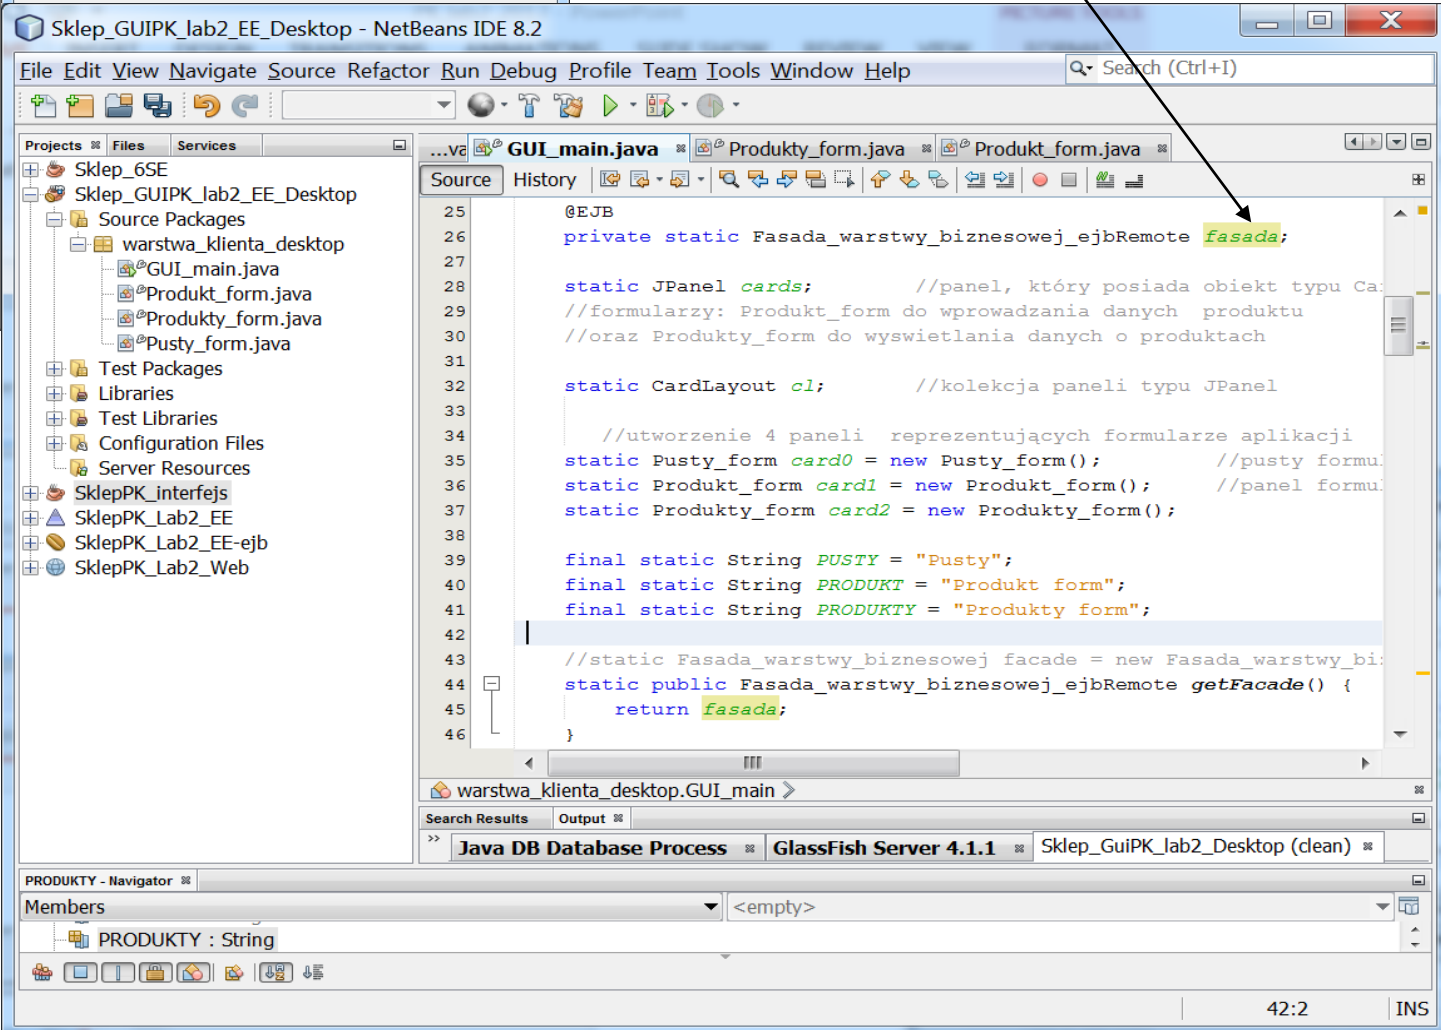 Sklep_GUIPK_lab2_EE_Desktop - NetBeans IDE 8.2
File Edit View Navigate Source Refactor Run Debug Profile Team Tools Window Help
Search (Ctrl+I)
Projects Files Services
Sklep_6SE
Sklep_GUIPK_lab2_EE_Desktop
Source Packages
warstwa_klienta_desktop
GUI_main.java
Produkt_form.java
Produkty_form.java
Pusty_form.java
Test Packages
Libraries
Test Libraries
Configuration Files
Server Resources
SklepPK_interfejs
SklepPK_Lab2_EE
SklepPK_Lab2_EE-ejb
SklepPK_Lab2_Web
...va GUI_main.java Produkty_form.java Produkt_form.java
Source History
25 @EJB
26 private static Fasada_warstwy_biznesowej_ejbRemote fasada;
27
28 static JPanel cards; //panel, który posiada obiekt typu Ca
29 //formularzy: Produkt_form do wprowadzania danych produktu
30 //oraz Produkty_form do wyswietlania danych o produktach
31
32 static CardLayout cl; //kolekcja paneli typu JPanel
33
34 //utworzenie 4 paneli reprezentujących formularze aplikacji
35 static Pusty_form card0 = new Pusty_form(); //pusty formu
36 static Produkt_form card1 = new Produkt_form(); //panel formu
37 static Produkty_form card2 = new Produkty_form();
38
39 final static String PUSTY = "Pusty";
40 final static String PRODUKT = "Produkt form";
41 final static String PRODUKTY = "Produkty form";
42
43 //static Fasada_warstwy_biznesowej facade = new Fasada_warstwy_bi
44 static public Fasada_warstwy_biznesowej_ejbRemote getFacade() {
45 return fasada;
46 }
warstwa_klienta_desktop.GUI_main
Search Results Output
Java DB Database Process GlassFish Server 4.1.1 Sklep_GuiPK_lab2_Desktop (clean)
PRODUKTY - Navigator
Members <empty>
PRODUKTY : String
42:2 INS